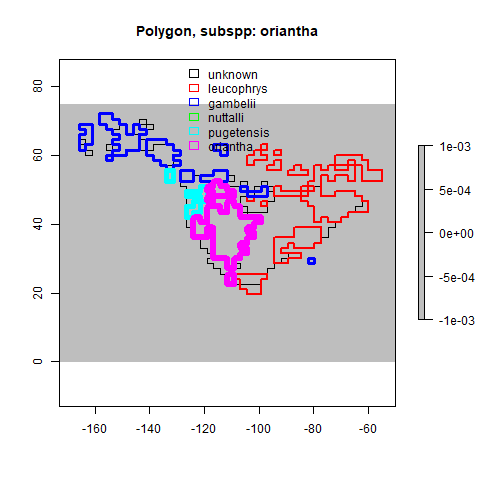 Polygon, subspp: oriantha
unknown
leucophrys
gambelii
nuttalli
pugetensis
oriantha
80
60
40
20
0
-160
-140
-120
-100
-80
-60
1e-03
5e-04
0e+00
-5e-04
-1e-03